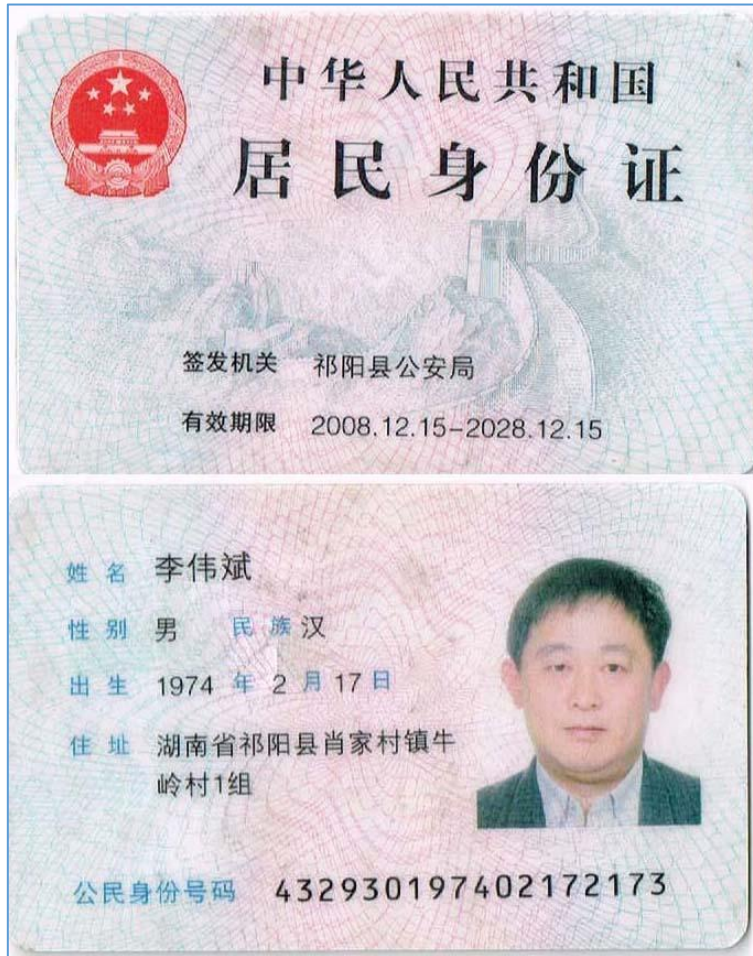 中华人民共和国
居民身份证
签发机关 祁阳县公安局
有效期限 2008.12.15-2028.12.15
姓名 李伟斌
性别 男 民族 汉
出生 1974 年 2 月 17 日
住址 湖南省祁阳县肖家村镇牛
岭村1组
公民身份号码 432930197402172173